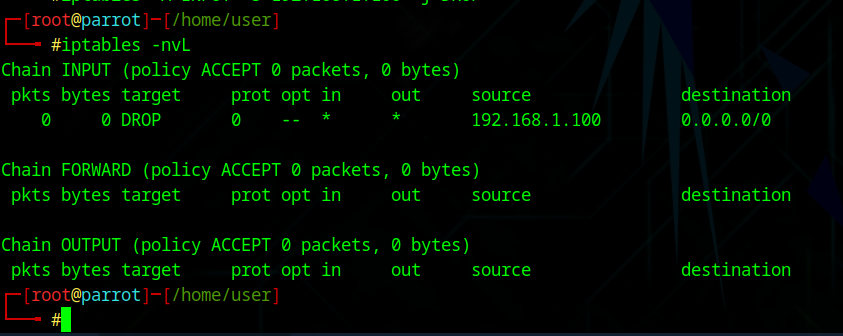 ┌─[root@parrot]─[/home/user]
└──╼ #iptables -nvL
Chain INPUT (policy ACCEPT 0 packets, 0 bytes)
 pkts bytes target     prot opt in     out     source               destination
    0     0 DROP       0    --  *      *       192.168.1.100        0.0.0.0/0

Chain FORWARD (policy ACCEPT 0 packets, 0 bytes)
 pkts bytes target     prot opt in     out     source               destination

Chain OUTPUT (policy ACCEPT 0 packets, 0 bytes)
 pkts bytes target     prot opt in     out     source               destination
┌─[root@parrot]─[/home/user]
└──╼ #